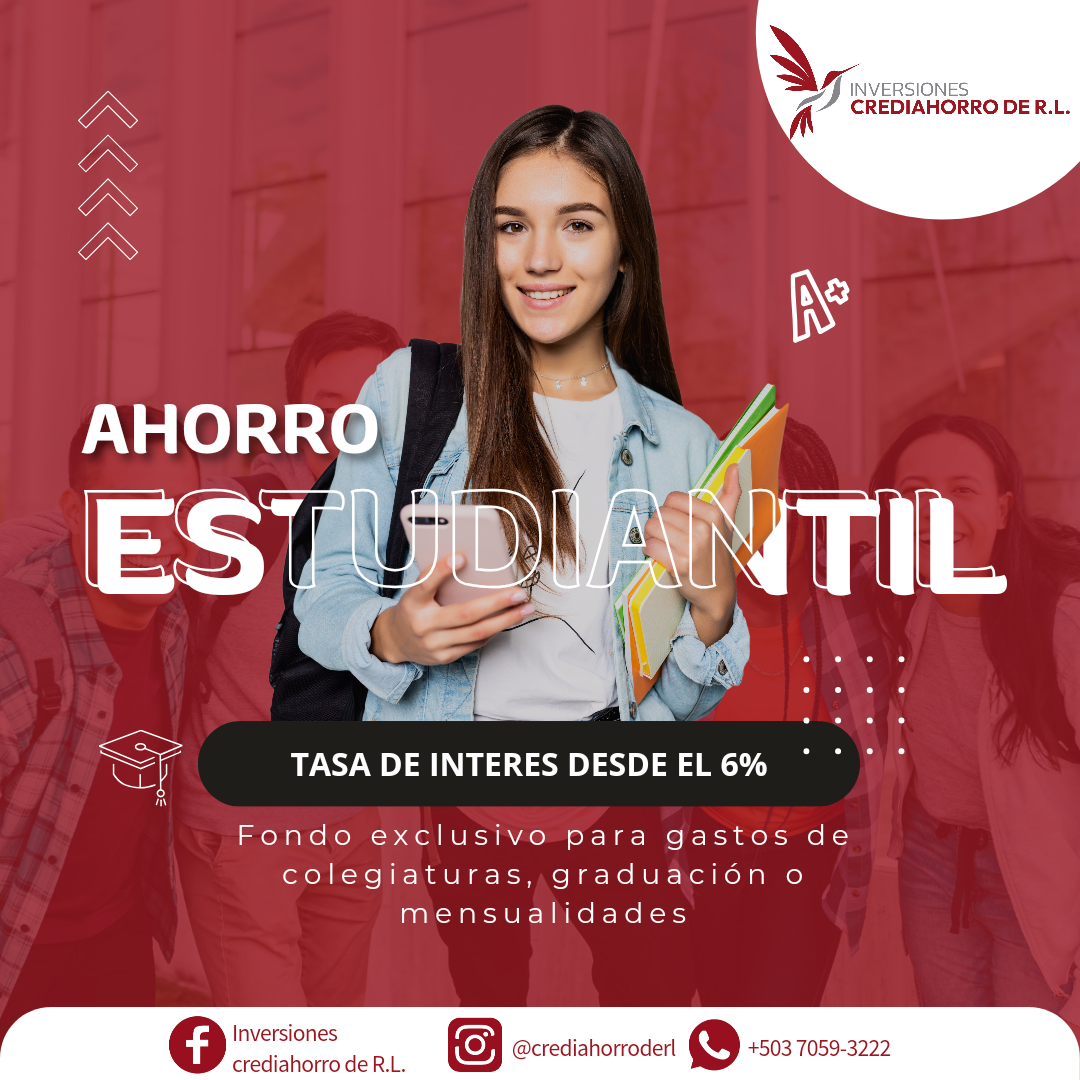 INVERSIONES
CREDIAHORRO DE R.L.
A+
AHORRO
ESTUDIANTIL
TASA DE INTERES DESDE EL 6%
Fondo exclusivo para gastos de
colegiaturas, graduación o
mensualidades
Inversiones
crediahorro de R.L.
@crediahorroderl
+503 7059-3222